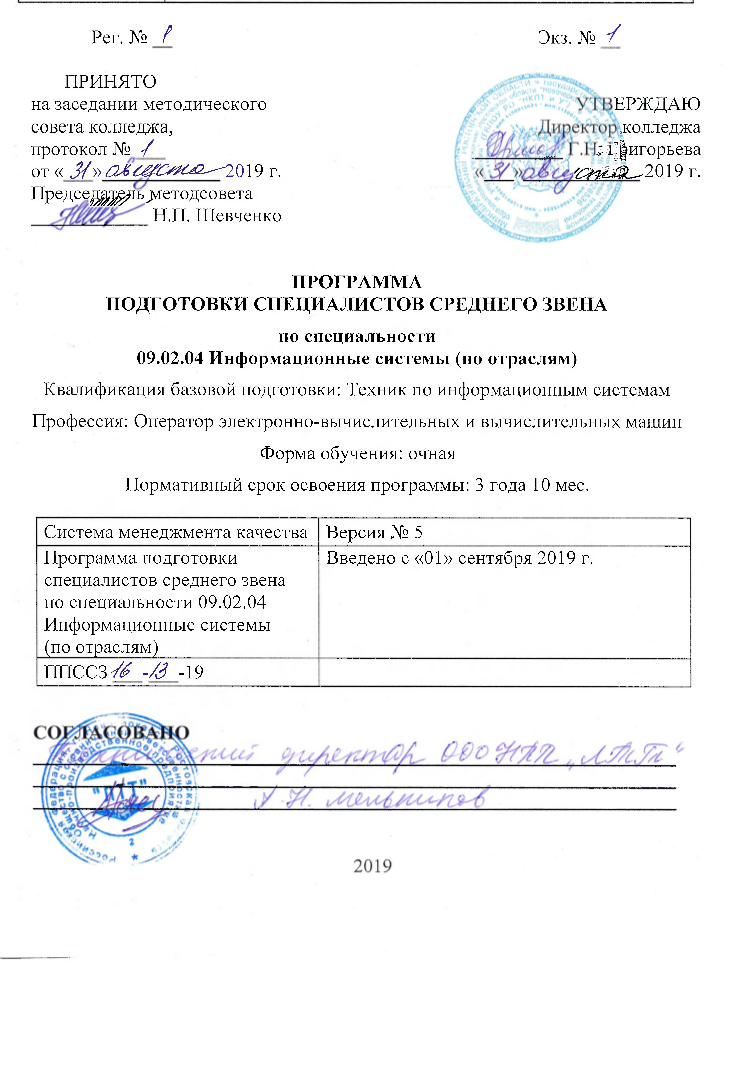 Рег. № 1 Экз. № 1
ПРИНЯТО
на заседании методического
совета колледжа,
протокол № 1
от «31» августа 2019 г.
Председатель методсовета
Н.П. Шевченко
УТВЕРЖДАЮ
Директор колледжа
Г.Н. Григорьева
«31» августа 2019 г.
ПРОГРАММА
ПОДГОТОВКИ СПЕЦИАЛИСТОВ СРЕДНЕГО ЗВЕНА
по специальности
09.02.04 Информационные системы (по отраслям)
Квалификация базовой подготовки: Техник по информационным системам
Профессия: Оператор электронно-вычислительных и вычислительных машин
Форма обучения: очная
Нормативный срок освоения программы: 3 года 10 мес.
Система менеджмента качества Версия № 5
Программа подготовки Введено с «01» сентября 2019 г.
специалистов среднего звена
по специальности 09.02.04
Информационные системы
(по отраслям)
ППССЗ 16 -13 -19
СОГЛАСОВАНО
директор ООО НПП
А.Н. Мельников
2019